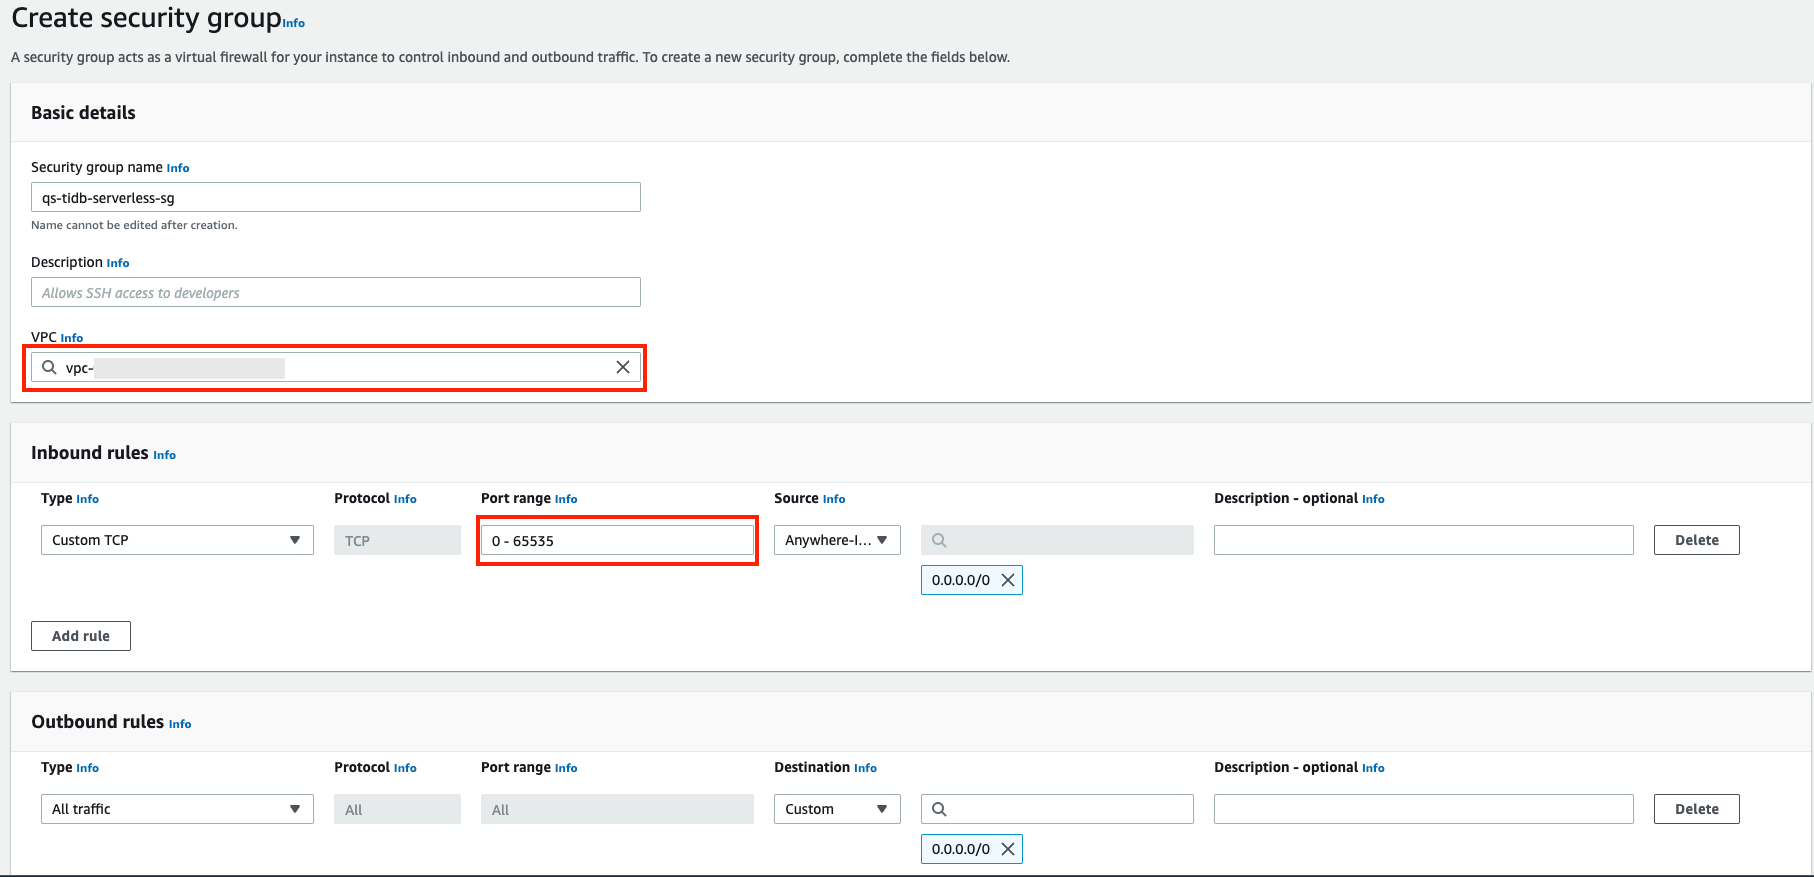 Create security group Info
A security group acts as a virtual firewall for your instance to control inbound and outbound traffic. To create a new security group, complete the fields below.
Basic details
Security group name Info
qs-tidb-serverless-sg
Name cannot be edited after creation.
Description Info
Allows SSH access to developers
VPC Info
vpc-
Inbound rules Info
Type Info Protocol Info Port range Info Source Info Description - optional Info
Custom TCP TCP 0 - 65535 Anywhere-I... Delete
0.0.0.0/0
Add rule
Outbound rules Info
Type Info Protocol Info Port range Info Destination Info Description - optional Info
All traffic All All Custom Delete
0.0.0.0/0